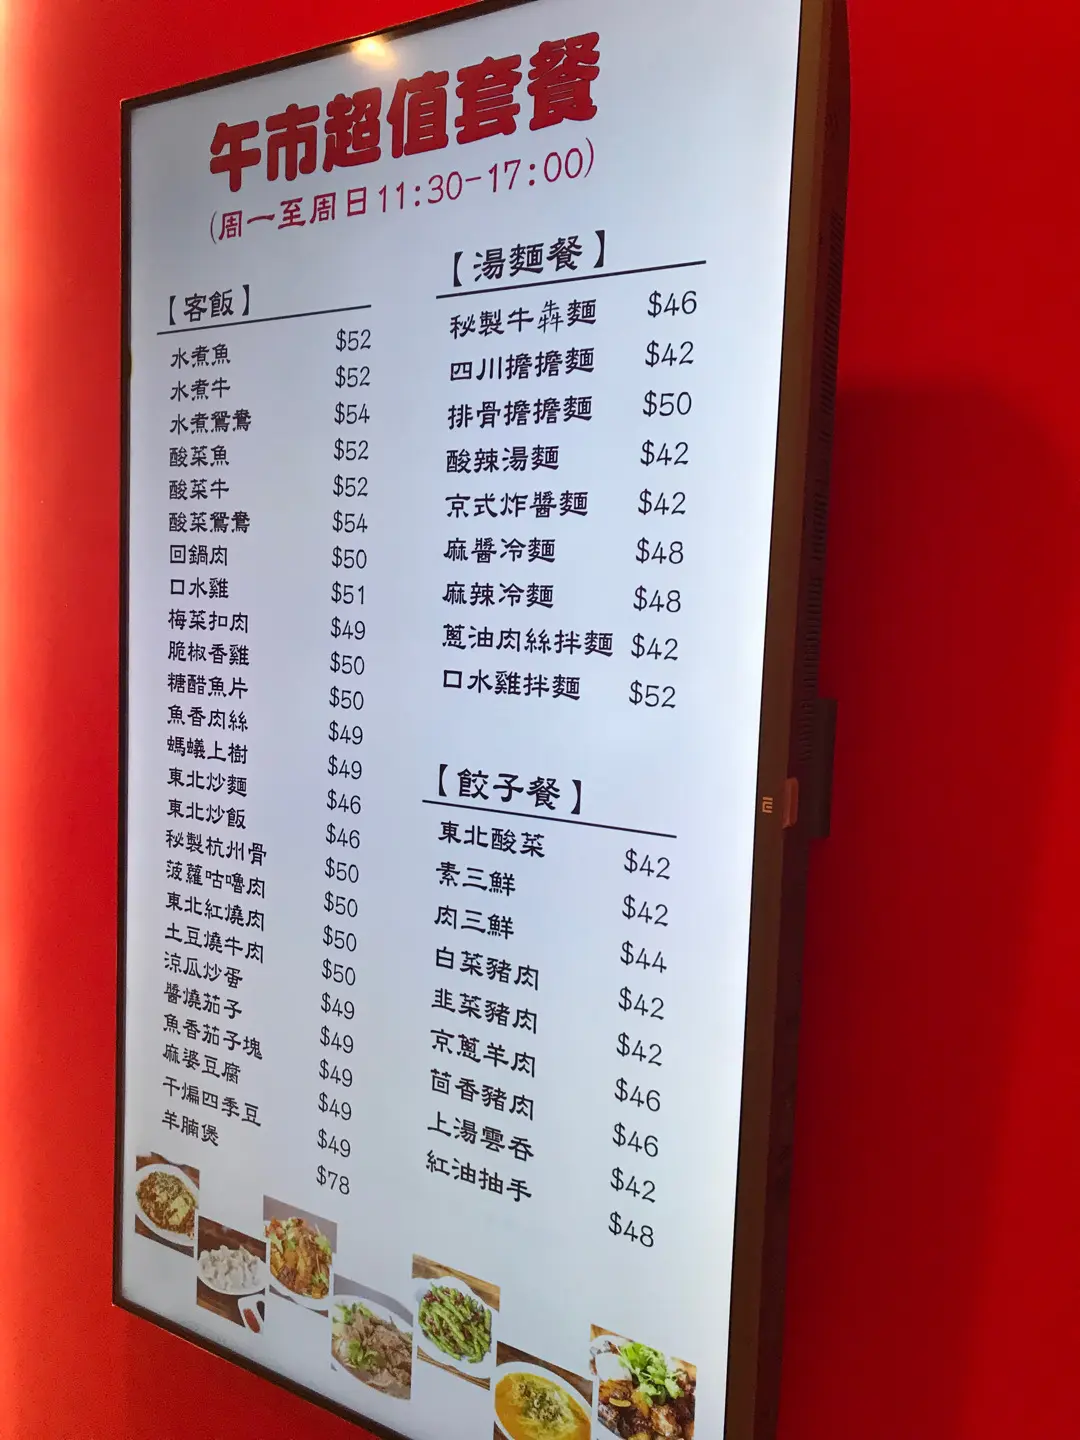 午市超值套餐
(周一至周日11:30-17:00)
【客飯】
水煮魚 $52
水煮牛 $52
水煮鴛鴦 $54
酸菜魚 $52
酸菜牛 $52
酸菜鴛鴦 $54
回鍋肉 $50
口水雞 $51
梅菜扣肉 $49
脆椒香雞 $50
糖醋魚片 $50
魚香肉絲 $49
螞蟻上樹 $49
東北炒麵 $46
東北炒飯 $46
秘製杭州骨 $50
菠蘿咕嚕肉 $50
東北紅燒肉 $50
土豆燒牛肉 $50
涼瓜炒蛋 $49
醬燒茄子 $49
魚香茄子塊 $49
麻婆豆腐 $49
干煸四季豆 $49
羊腩煲 $78
【湯麵餐】
秘製牛犇麵 $46
四川擔擔麵 $42
排骨擔擔麵 $50
酸辣湯麵 $42
京式炸醬麵 $42
麻醬冷麵 $48
麻辣冷麵 $48
蔥油肉絲拌麵 $42
口水雞拌麵 $52
【餃子餐】
東北酸菜 $42
素三鮮 $42
肉三鮮 $44
白菜豬肉 $42
韭菜豬肉 $42
京蔥羊肉 $46
茴香豬肉 $46
上湯雲吞 $42
紅油抽手 $48